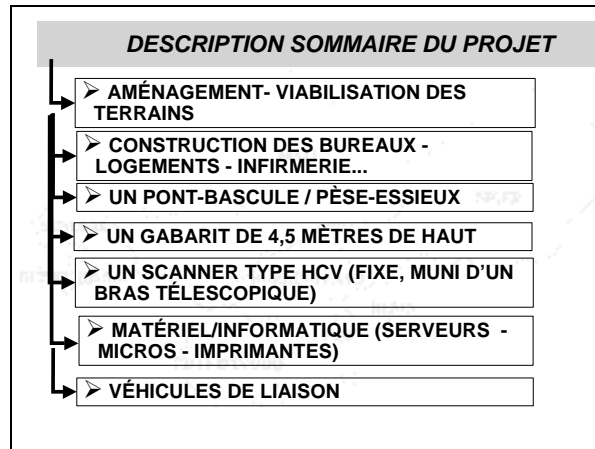 DESCRIPTION SOMMAIRE DU PROJET
➢ AMÉNAGEMENT- VIABILISATION DES
TERRAINS
➢ CONSTRUCTION DES BUREAUX -
LOGEMENTS - INFIRMERIE...
➢ UN PONT-BASCULE / PÈSE-ESSIEUX
➢ UN GABARIT DE 4,5 MÈTRES DE HAUT
➢ UN SCANNER TYPE HCV (FIXE, MUNI D'UN
BRAS TÉLESCOPIQUE)
➢ MATÉRIEL/INFORMATIQUE (SERVEURS -
MICROS - IMPRIMANTES)
➢ VÉHICULES DE LIAISON